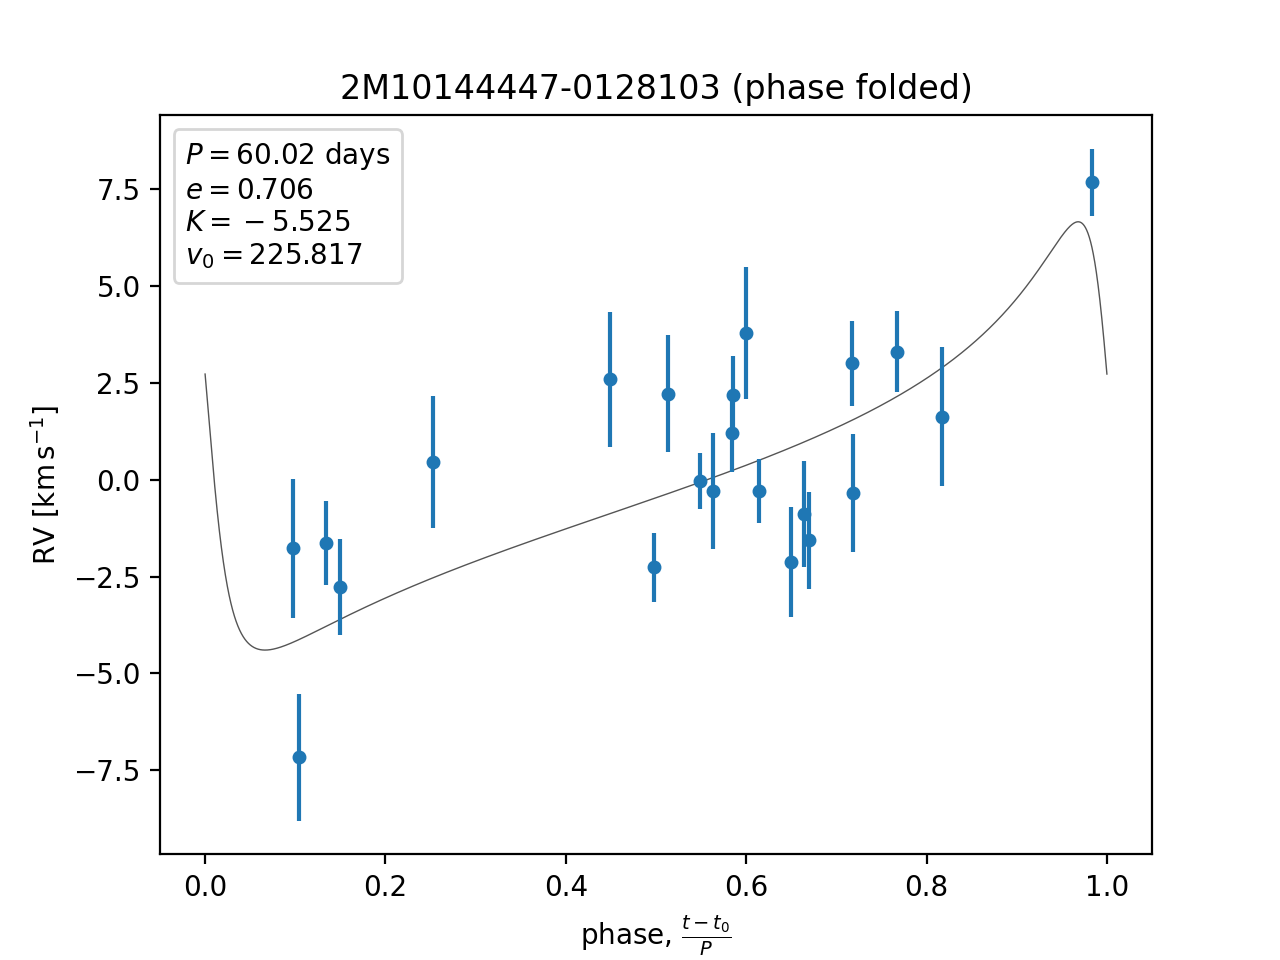 2M10144447-0128103 (phase folded)
P = 60.02 days
e = 0.706
K = −5.525
v₀ = 225.817
7.5
5.0
2.5
0.0
−2.5
−5.0
−7.5
RV [km s⁻¹]
0.0 0.2 0.4 0.6 0.8 1.0
phase, (t − t₀)/P